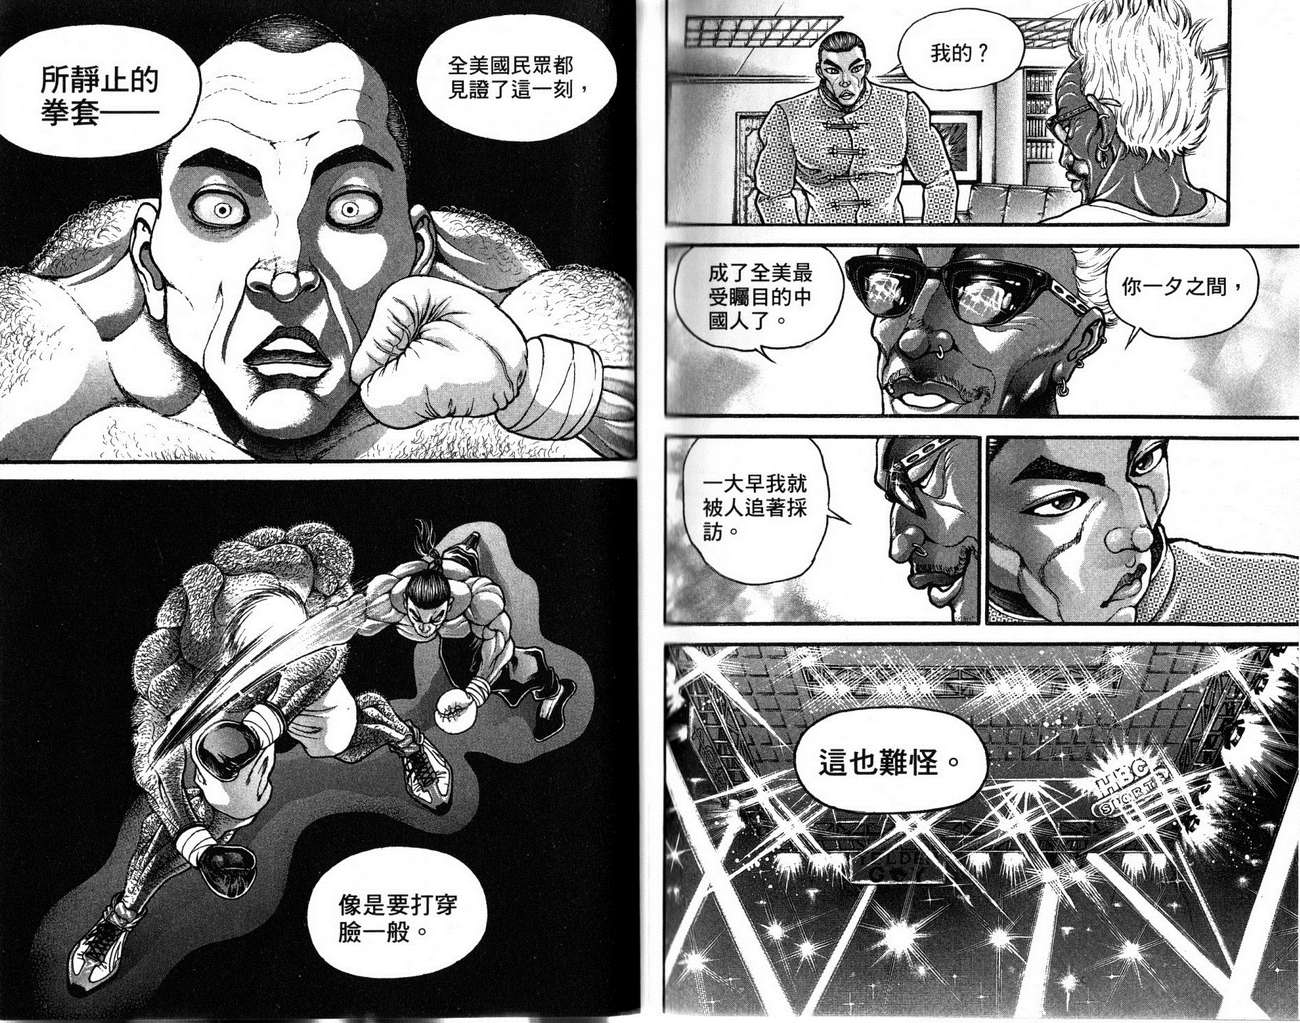 我的？
你一夕之間，
成了全美最
受矚目的中
國人了。
一大早我就
被人追著採
訪。
這也難怪。
HBC
全美國民眾都
見證了這一刻，
所靜止的
拳套——
像是要打穿
臉一般。